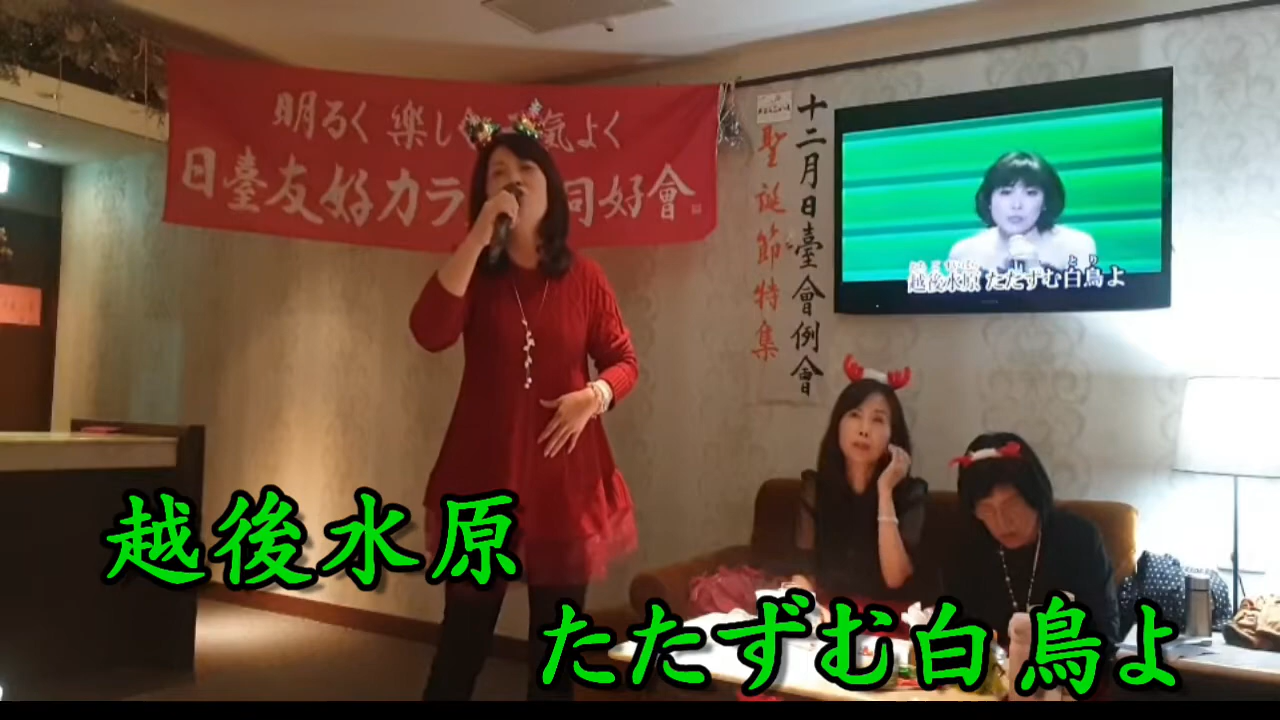 明るく 楽しく 元気よく
日臺友好カラ 同好會
十二月日臺會例會
聖誕節特集
越後水原 たたずむ白鳥よ
越後水原
たたずむ白鳥よ